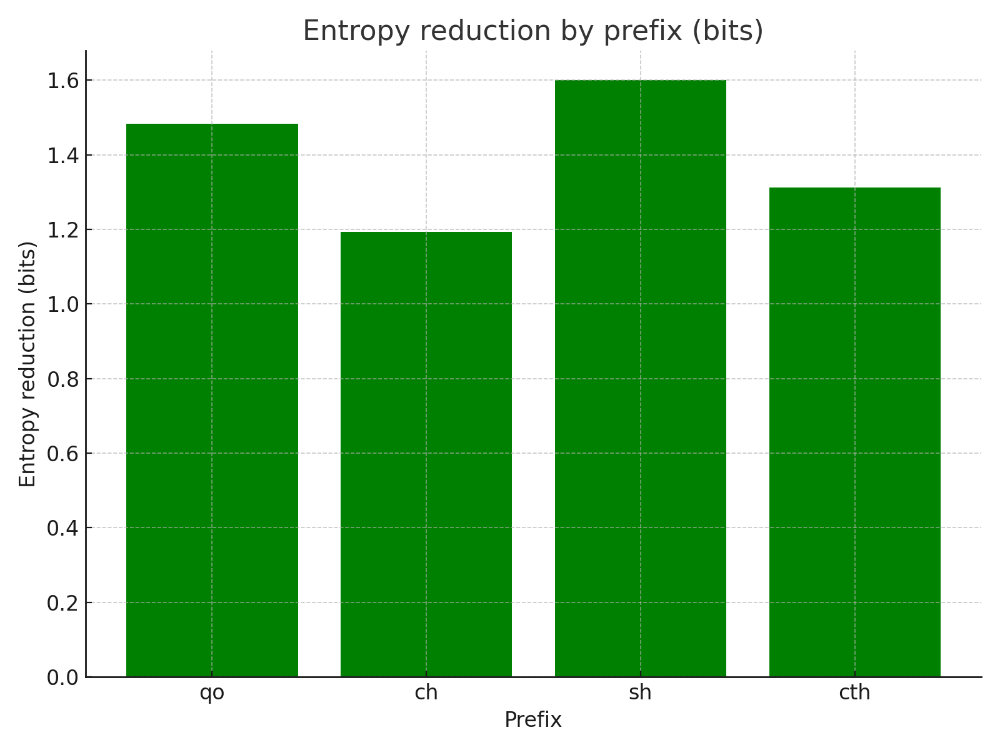 Entropy reduction by prefix (bits)
Entropy reduction (bits)
1.6
1.4
1.2
1.0
0.8
0.6
0.4
0.2
0.0
qo ch sh cth
Prefix